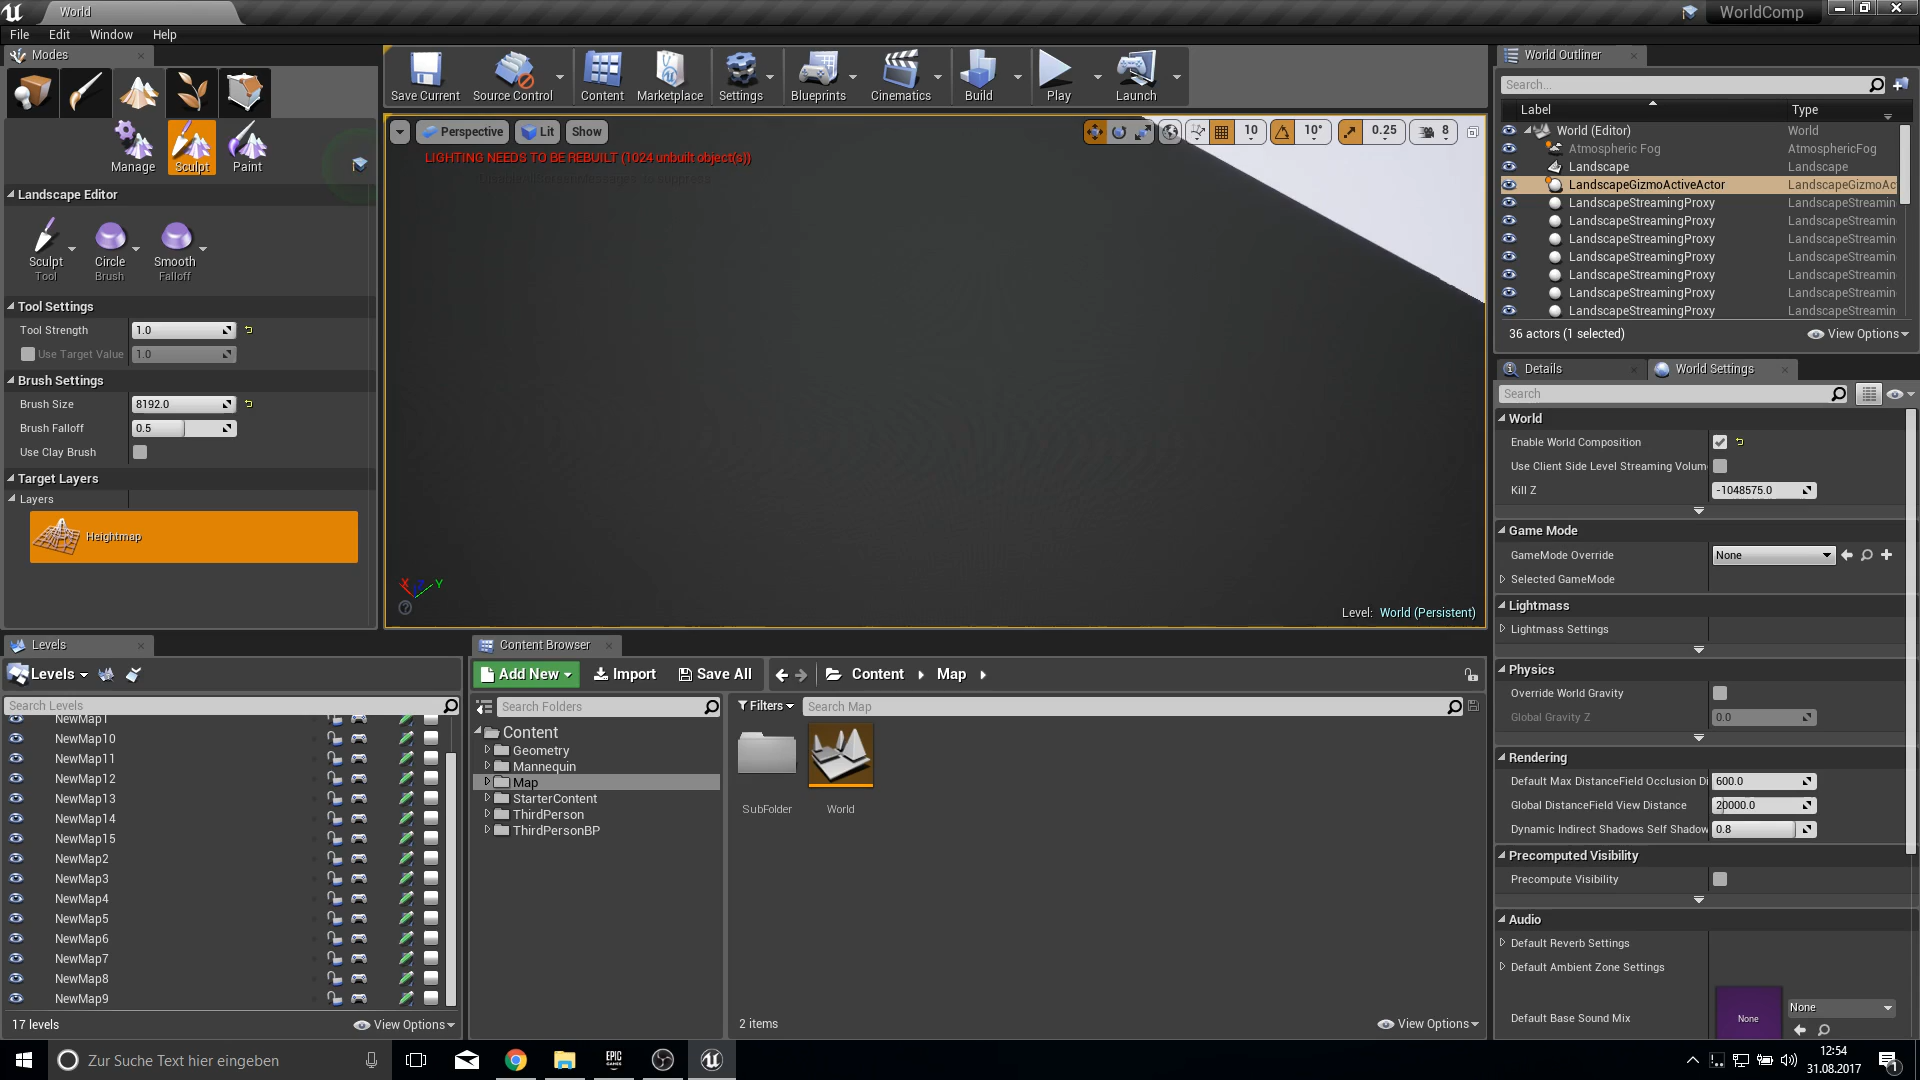 World
WorldComp
File Edit Window Help
Modes
Manage Sculpt Paint
Landscape Editor
Sculpt Circle Smooth
Tool Brush Falloff
Tool Settings
Tool Strength 1.0
Use Target Value 1.0
Brush Settings
Brush Size 8192.0
Brush Falloff 0.5
Use Clay Brush
Target Layers
Layers
Heightmap
Save Current Source Control Content Marketplace Settings Blueprints Cinematics Build Play Launch
Perspective Lit Show 10 10° 0.25 8
LIGHTING NEEDS TO BE REBUILT (1024 unbuilt object(s))
X Y
Level: World (Persistent)
World Outliner
Search...
Label Type
World (Editor) World
Atmospheric Fog AtmosphericFog
Landscape Landscape
LandscapeGizmoActiveActor LandscapeGizmoAc
LandscapeStreamingProxy LandscapeStreamin
LandscapeStreamingProxy LandscapeStreamin
LandscapeStreamingProxy LandscapeStreamin
LandscapeStreamingProxy LandscapeStreamin
LandscapeStreamingProxy LandscapeStreamin
LandscapeStreamingProxy LandscapeStreamin
LandscapeStreamingProxy LandscapeStreamin
36 actors (1 selected) View Options
Details World Settings
Search
World
Enable World Composition
Use Client Side Level Streaming Volum
Kill Z -1048575.0
Game Mode
GameMode Override None
Selected GameMode
Lightmass
Lightmass Settings
Physics
Override World Gravity
Global Gravity Z 0.0
Rendering
Default Max DistanceField Occlusion Di 600.0
Global DistanceField View Distance 20000.0
Dynamic Indirect Shadows Self Shadow 0.8
Precomputed Visibility
Precompute Visibility
Audio
Default Reverb Settings
Default Ambient Zone Settings
Default Base Sound Mix None None
Levels
Levels
Search Levels
NewMap1
NewMap10
NewMap11
NewMap12
NewMap13
NewMap14
NewMap15
NewMap2
NewMap3
NewMap4
NewMap5
NewMap6
NewMap7
NewMap8
NewMap9
17 levels View Options
Content Browser
Add New Import Save All Content Map
Search Folders Filters Search Map
Content
Geometry
Mannequin
Map
StarterContent
ThirdPerson
ThirdPersonBP
SubFolder World
2 items View Options
Zur Suche Text hier eingeben
EPIC GAMES
12:54
31.08.2017
1